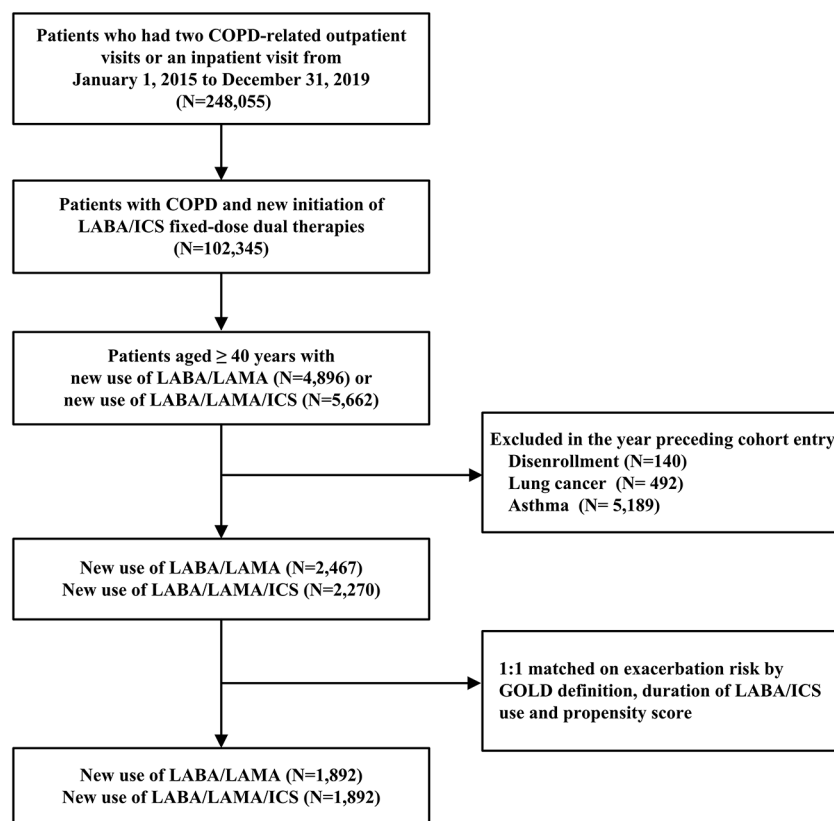 Patients who had two COPD-related outpatient
visits or an inpatient visit from
January 1, 2015 to December 31, 2019
(N=248,055)
Patients with COPD and new initiation of
LABA/ICS fixed-dose dual therapies
(N=102,345)
Patients aged ≥ 40 years with
new use of LABA/LAMA (N=4,896) or
new use of LABA/LAMA/ICS (N=5,662)
Excluded in the year preceding cohort entry
Disenrollment (N=140)
Lung cancer (N= 492)
Asthma (N= 5,189)
New use of LABA/LAMA (N=2,467)
New use of LABA/LAMA/ICS (N=2,270)
1:1 matched on exacerbation risk by
GOLD definition, duration of LABA/ICS
use and propensity score
New use of LABA/LAMA (N=1,892)
New use of LABA/LAMA/ICS (N=1,892)